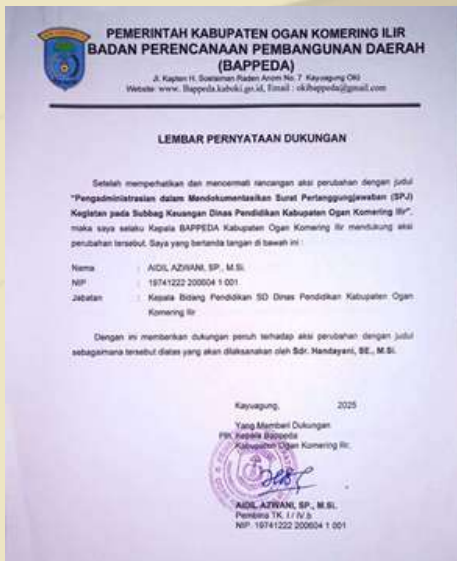 PEMERINTAH KABUPATEN OGAN KOMERING ILIR
BADAN PERENCANAAN PEMBANGUNAN DAERAH
(BAPPEDA)
Jl. Kapten H. Soelaiman Raden Anom No. 7 Kayuagung OKI
Website: www. Bappeda.kaboki.go.id, Email : okibappeda@gmail.com
LEMBAR PERNYATAAN DUKUNGAN
Setelah memperhatikan dan mencermati rancangan aksi perubahan dengan judul
"Pengadministrasian dalam Mendokumentasikan Surat Pertanggungjawaban (SPJ)
Kegiatan pada Subbag Keuangan Dinas Pendidikan Kabupaten Ogan Komering Ilir",
maka saya selaku Kepala BAPPEDA Kabupaten Ogan Komering Ilir mendukung aksi
perubahan tersebut. Saya yang bertanda tangan di bawah ini :
Nama : AIDIL AZWANI, SP., M.Si.
NIP : 19741222 200604 1 001
Jabatan : Kepala Bidang Pendidikan SD Dinas Pendidikan Kabupaten Ogan
Komering Ilir
Dengan ini memberikan dukungan penuh terhadap aksi perubahan dengan judul
sebagaimana tersebut diatas yang akan dilaksanakan oleh Sdr. Handayani, SE., M.Si.
Kayuagung, 2025
Yang Memberi Dukungan
Plt. Kepala Bappeda
Kabupaten Ogan Komering Ilir,
AIDIL AZWANI, SP., M.Si.
Pembina TK. I / IV.b
NIP. 19741222 200604 1 001